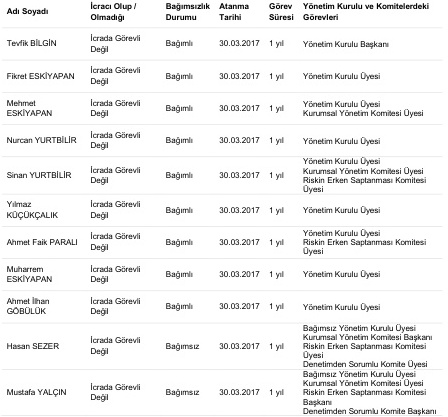 Adı Soyadı İcracı Olup / Bağımsızlık Atanma Görev Yönetim Kurulu ve Komitelerdeki
Olmadığı Durumu Tarihi Süresi Görevleri
Tevfik BİLGİN İcrada Görevli Değil Bağımlı 30.03.2017 1 yıl Yönetim Kurulu Başkanı
Fikret ESKİYAPAN İcrada Görevli Değil Bağımlı 30.03.2017 1 yıl Yönetim Kurulu Üyesi
Mehmet İcrada Görevli Yönetim Kurulu Üyesi
ESKİYAPAN Değil Bağımlı 30.03.2017 1 yıl Kurumsal Yönetim Komitesi Üyesi
Nurcan YURTBİLİR İcrada Görevli Değil Bağımlı 30.03.2017 1 yıl Yönetim Kurulu Üyesi
Sinan YURTBİLİR İcrada Görevli Değil Bağımlı 30.03.2017 1 yıl Yönetim Kurulu Üyesi
Kurumsal Yönetim Komitesi Üyesi
Riskin Erken Saptanması Komitesi
Üyesi
Yılmaz İcrada Görevli
KÜÇÜKÇALIK Değil Bağımlı 30.03.2017 1 yıl Yönetim Kurulu Üyesi
Ahmet Faik PARALI İcrada Görevli Değil Bağımlı 30.03.2017 1 yıl Yönetim Kurulu Üyesi
Riskin Erken Saptanması Komitesi
Üyesi
Muharrem İcrada Görevli
ESKİYAPAN Değil Bağımlı 30.03.2017 1 yıl Yönetim Kurulu Üyesi
Ahmet İlhan İcrada Görevli
GÖBÜLÜK Değil Bağımlı 30.03.2017 1 yıl Yönetim Kurulu Üyesi
Hasan SEZER İcrada Görevli Değil Bağımsız 30.03.2017 1 yıl Bağımsız Yönetim Kurulu Üyesi
Kurumsal Yönetim Komitesi Başkanı
Riskin Erken Saptanması Komitesi
Üyesi
Denetimden Sorumlu Komite Üyesi
Mustafa YALÇIN İcrada Görevli Değil Bağımsız 30.03.2017 1 yıl Bağımsız Yönetim Kurulu Üyesi
Kurumsal Yönetim Komitesi Üyesi
Riskin Erken Saptanması Komitesi
Başkanı
Denetimden Sorumlu Komite Başkanı